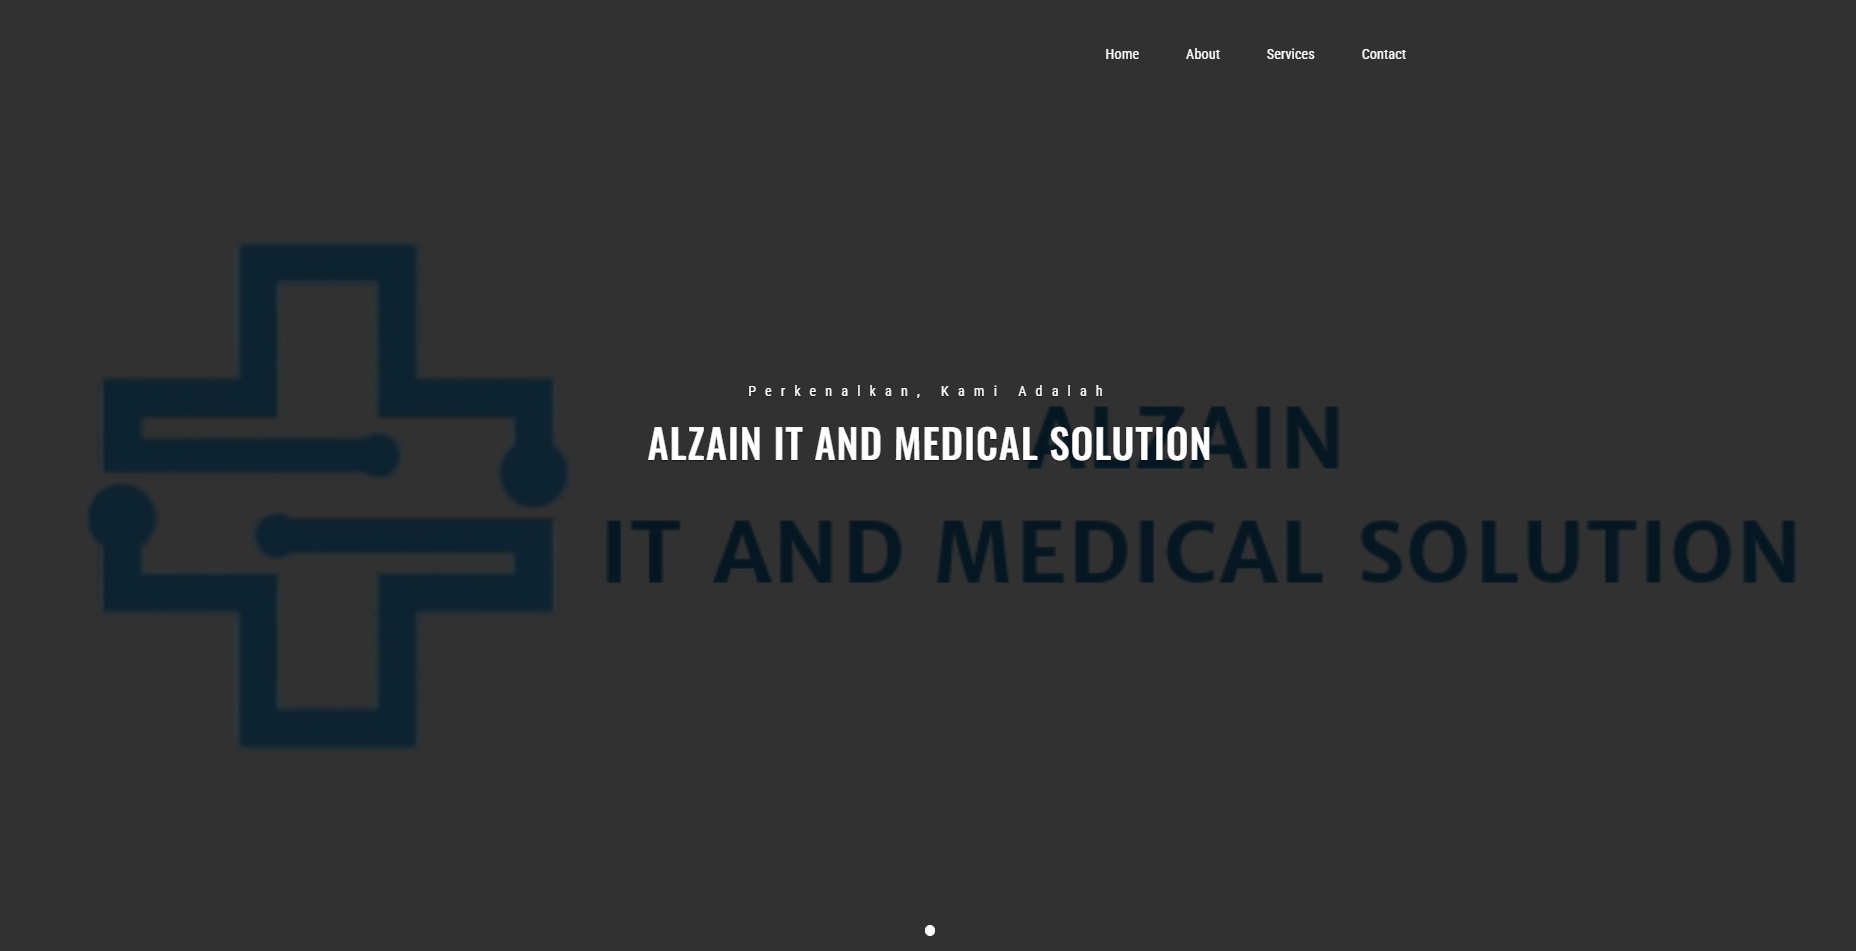 Home About Services Contact
Perkenalkan, Kami Adalah
ALZAIN IT AND MEDICAL SOLUTION
ALZAIN
IT AND MEDICAL SOLUTION